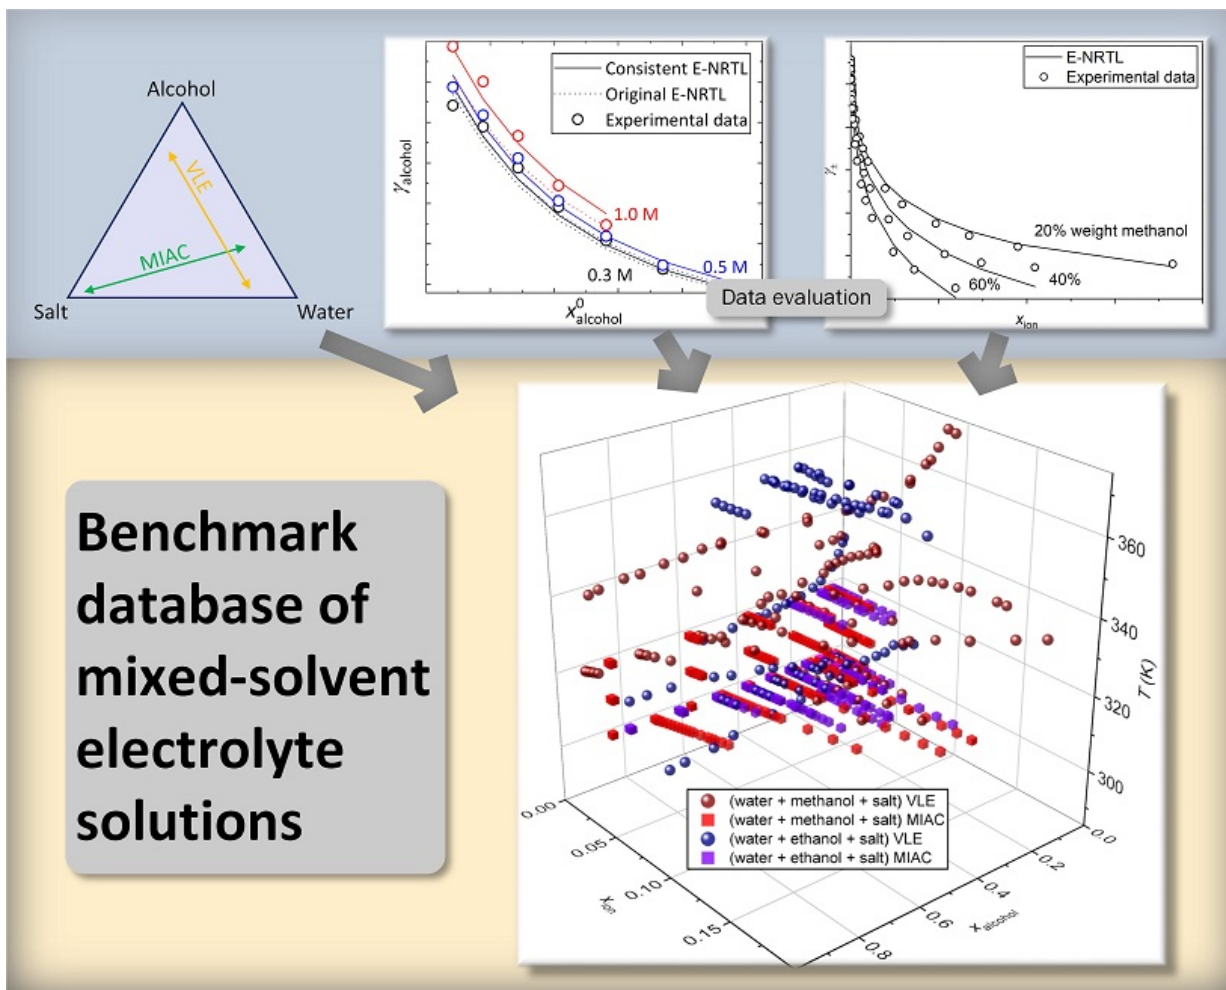 Alcohol
VLE
MIAC
Salt
Water
γalcohol
Consistent E-NRTL
Original E-NRTL
Experimental data
1.0 M
0.5 M
0.3 M
x⁰alcohol
Data evaluation
γ±
E-NRTL
Experimental data
20% weight methanol
40%
60%
xion
Benchmark
database of
mixed-solvent
electrolyte
solutions
360
340
320
300
T (K)
0.00
0.05
0.10
0.15
xion
0.0
0.2
0.4
0.6
0.8
xalcohol
(water + methanol + salt) VLE
(water + methanol + salt) MIAC
(water + ethanol + salt) VLE
(water + ethanol + salt) MIAC